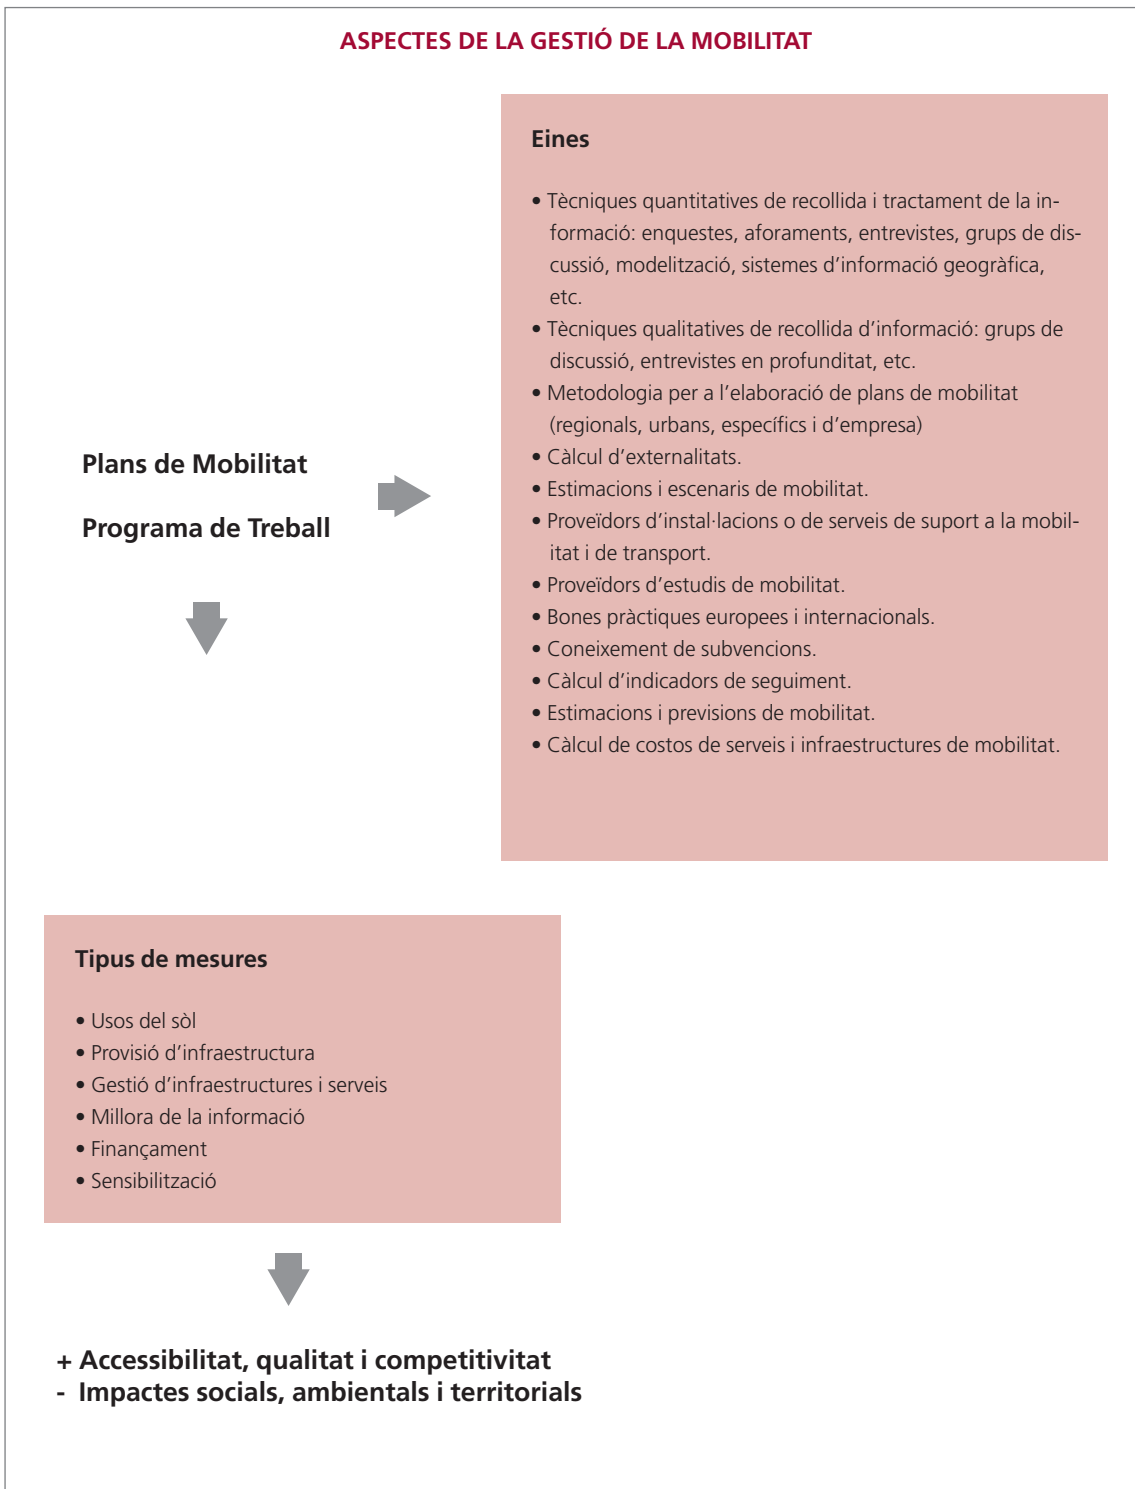 ASPECTES DE LA GESTIÓ DE LA MOBILITAT
Eines
• Tècniques quantitatives de recollida i tractament de la in-
formació: enquestes, aforaments, entrevistes, grups de dis-
cussió, modelització, sistemes d’informació geogràfica,
etc.
• Tècniques qualitatives de recollida d’informació: grups de
discussió, entrevistes en profunditat, etc.
• Metodologia per a l’elaboració de plans de mobilitat
(regionals, urbans, específics i d’empresa)
• Càlcul d’externalitats.
• Estimacions i escenaris de mobilitat.
• Proveïdors d’instal·lacions o de serveis de suport a la mobil-
itat i de transport.
• Proveïdors d’estudis de mobilitat.
• Bones pràctiques europees i internacionals.
• Coneixement de subvencions.
• Càlcul d’indicadors de seguiment.
• Estimacions i previsions de mobilitat.
• Càlcul de costos de serveis i infraestructures de mobilitat.
Plans de Mobilitat
Programa de Treball
Tipus de mesures
• Usos del sòl
• Provisió d’infraestructura
• Gestió d’infraestructures i serveis
• Millora de la informació
• Finançament
• Sensibilització
+ Accessibilitat, qualitat i competitivitat
- Impactes socials, ambientals i territorials